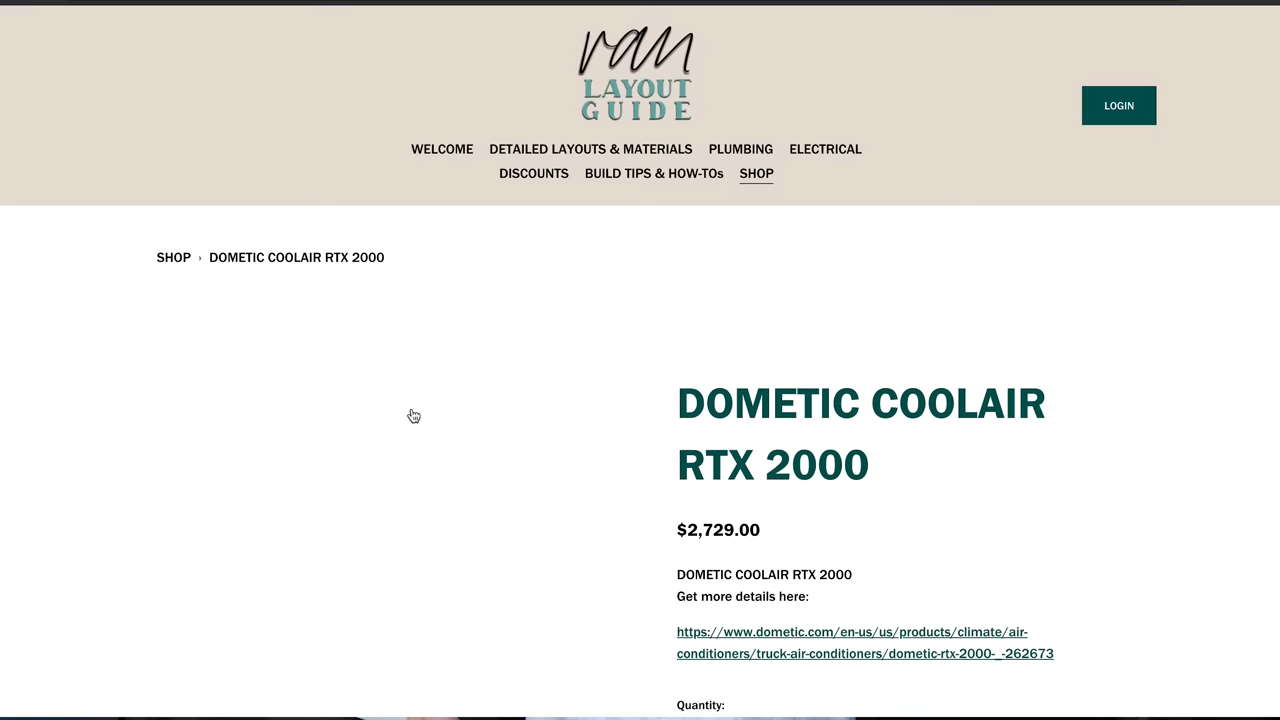 van
LAYOUT
GUIDE
LOGIN
WELCOME DETAILED LAYOUTS & MATERIALS PLUMBING ELECTRICAL
DISCOUNTS BUILD TIPS & HOW-TOs SHOP
SHOP › DOMETIC COOLAIR RTX 2000
DOMETIC COOLAIR
RTX 2000
$2,729.00
DOMETIC COOLAIR RTX 2000
Get more details here:
https://www.dometic.com/en-us/us/products/climate/air-
conditioners/truck-air-conditioners/dometic-rtx-2000-_-262673
Quantity: